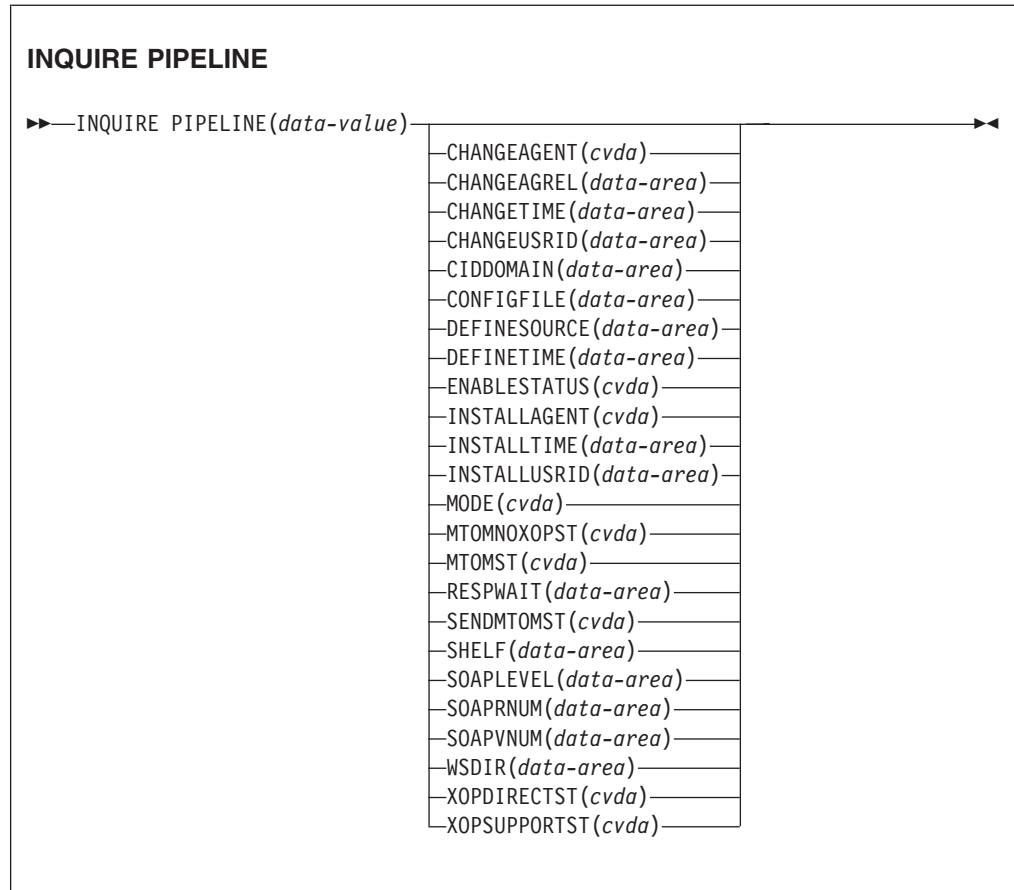 INQUIRE PIPELINE
INQUIRE PIPELINE(data-value)
CHANGEAGENT(cvda)
CHANGEAGREL(data-area)
CHANGETIME(data-area)
CHANGEUSRID(data-area)
CIDDOMAIN(data-area)
CONFIGFILE(data-area)
DEFINESOURCE(data-area)
DEFINETIME(data-area)
ENABLESTATUS(cvda)
INSTALLAGENT(cvda)
INSTALLTIME(data-area)
INSTALLUSRID(data-area)
MODE(cvda)
MTOMNOXOPST(cvda)
MTOMST(cvda)
RESPWAIT(data-area)
SENDMTOMST(cvda)
SHELF(data-area)
SOAPLEVEL(data-area)
SOAPRNUM(data-area)
SOAPVNUM(data-area)
WSDIR(data-area)
XOPDIRECTST(cvda)
XOPSUPPORTST(cvda)